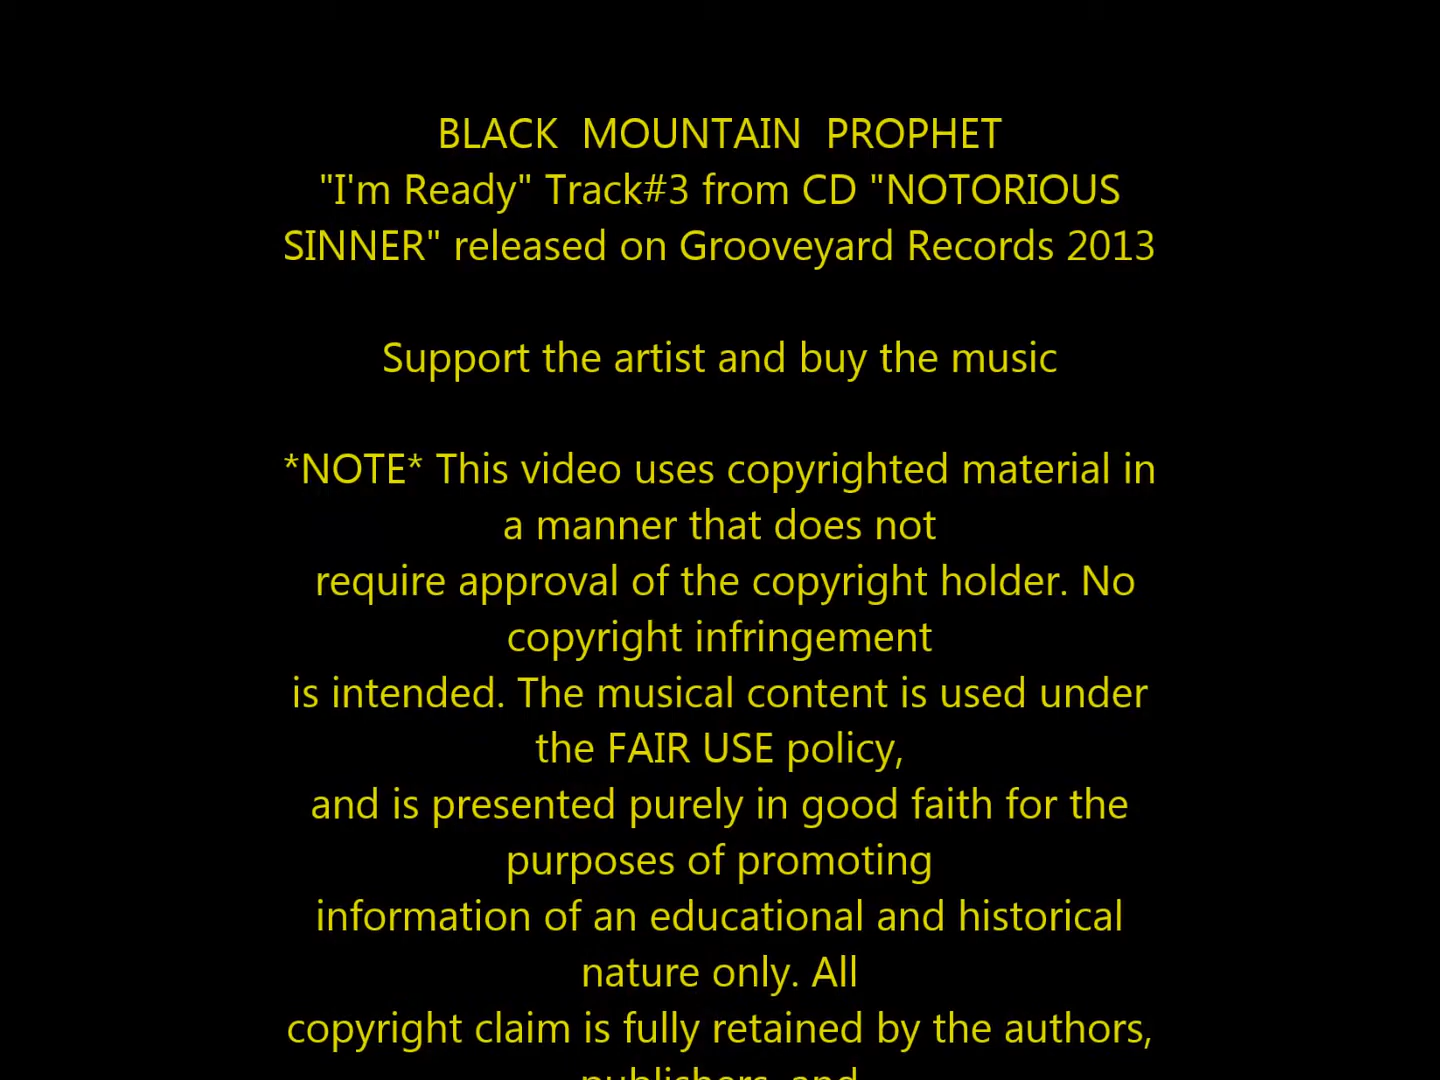 BLACK  MOUNTAIN  PROPHET
"I'm Ready" Track#3 from CD "NOTORIOUS
SINNER" released on Grooveyard Records 2013
Support the artist and buy the music
*NOTE* This video uses copyrighted material in
a manner that does not
require approval of the copyright holder. No
copyright infringement
is intended. The musical content is used under
the FAIR USE policy,
and is presented purely in good faith for the
purposes of promoting
information of an educational and historical
nature only. All
copyright claim is fully retained by the authors,
publishers, and